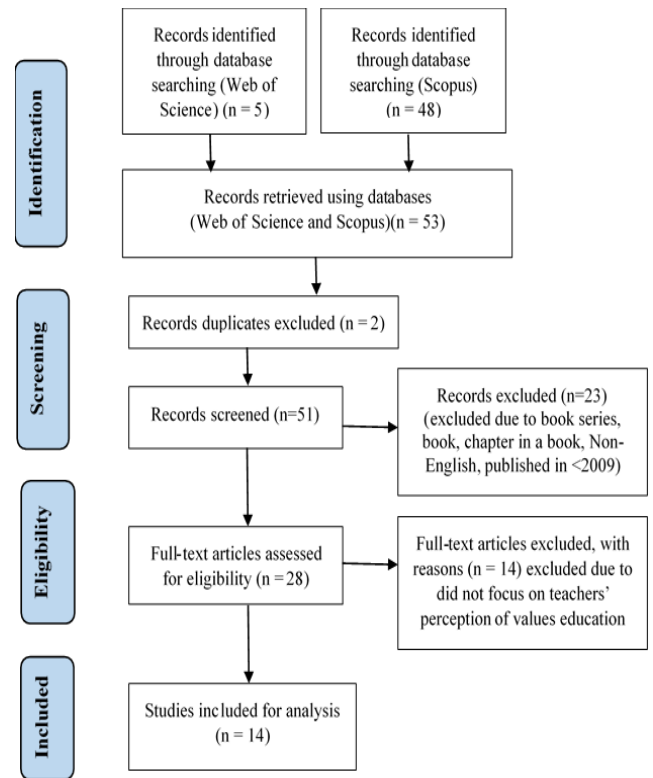 Identification
Records identified
through database
searching (Web of
Science) (n = 5)
Records identified
through database
searching (Scopus)
(n = 48)
Records retrieved using databases
(Web of Science and Scopus)(n = 53)
Screening
Records duplicates excluded (n = 2)
Records screened (n=51)
Records excluded (n=23)
(excluded due to book series,
book, chapter in a book, Non-
English, published in <2009)
Eligibility
Full-text articles assessed
for eligibility (n = 28)
Full-text articles excluded, with
reasons (n = 14) excluded due to
did not focus on teachers’
perception of values education
Included
Studies included for analysis
(n = 14)